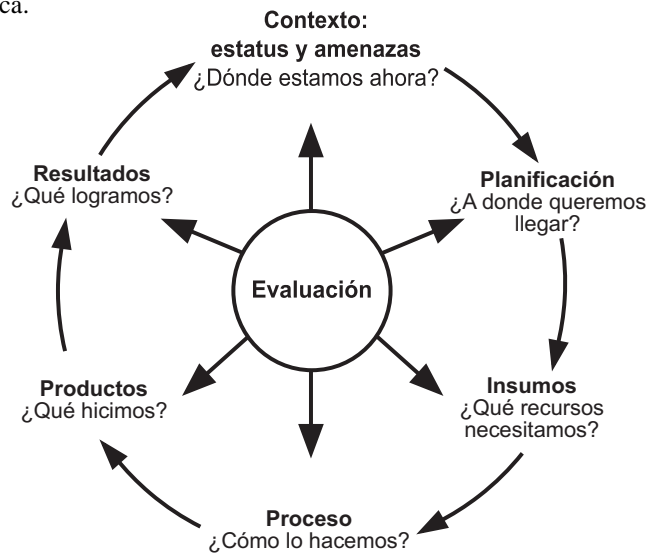 ca.
Contexto:
estatus y amenazas
¿Dónde estamos ahora?
Resultados
¿Qué logramos?
Planificación
¿A donde queremos
llegar?
Evaluación
Productos
¿Qué hicimos?
Insumos
¿Qué recursos
necesitamos?
Proceso
¿Cómo lo hacemos?